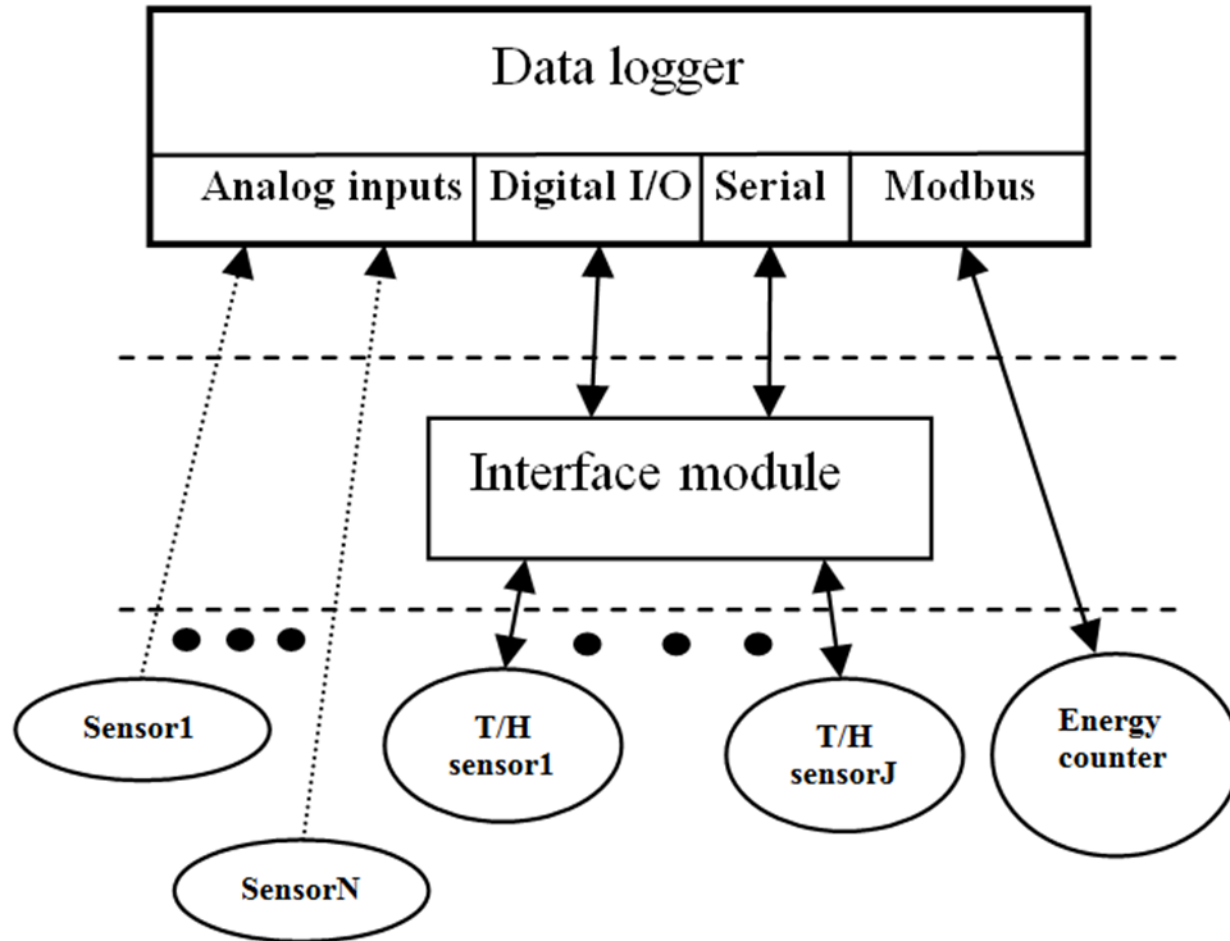 Data logger
Analog inputs
Digital I/O
Serial
Modbus
Interface module
Sensor1
T/H
sensor1
T/H
sensorJ
Energy
counter
SensorN